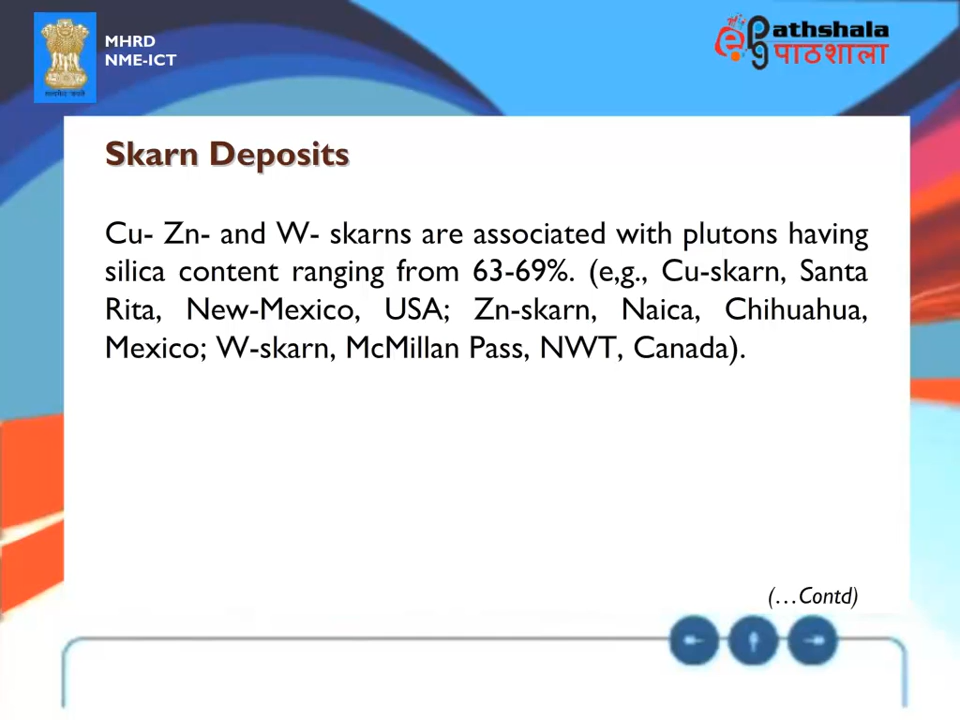 MHRD
NME-ICT
ePathshala
पाठशाला
Skarn Deposits
Cu- Zn- and W- skarns are associated with plutons having
silica content ranging from 63-69%. (e,g., Cu-skarn, Santa
Rita, New-Mexico, USA; Zn-skarn, Naica, Chihuahua,
Mexico; W-skarn, McMillan Pass, NWT, Canada).
(…Contd)